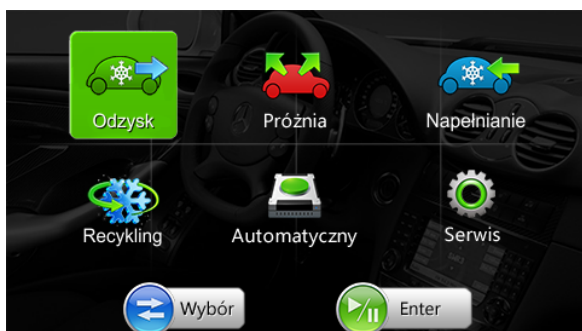 Odzysk
Próżnia
Napełnianie
Recykling
Automatyczny
Serwis
Wybór
Enter